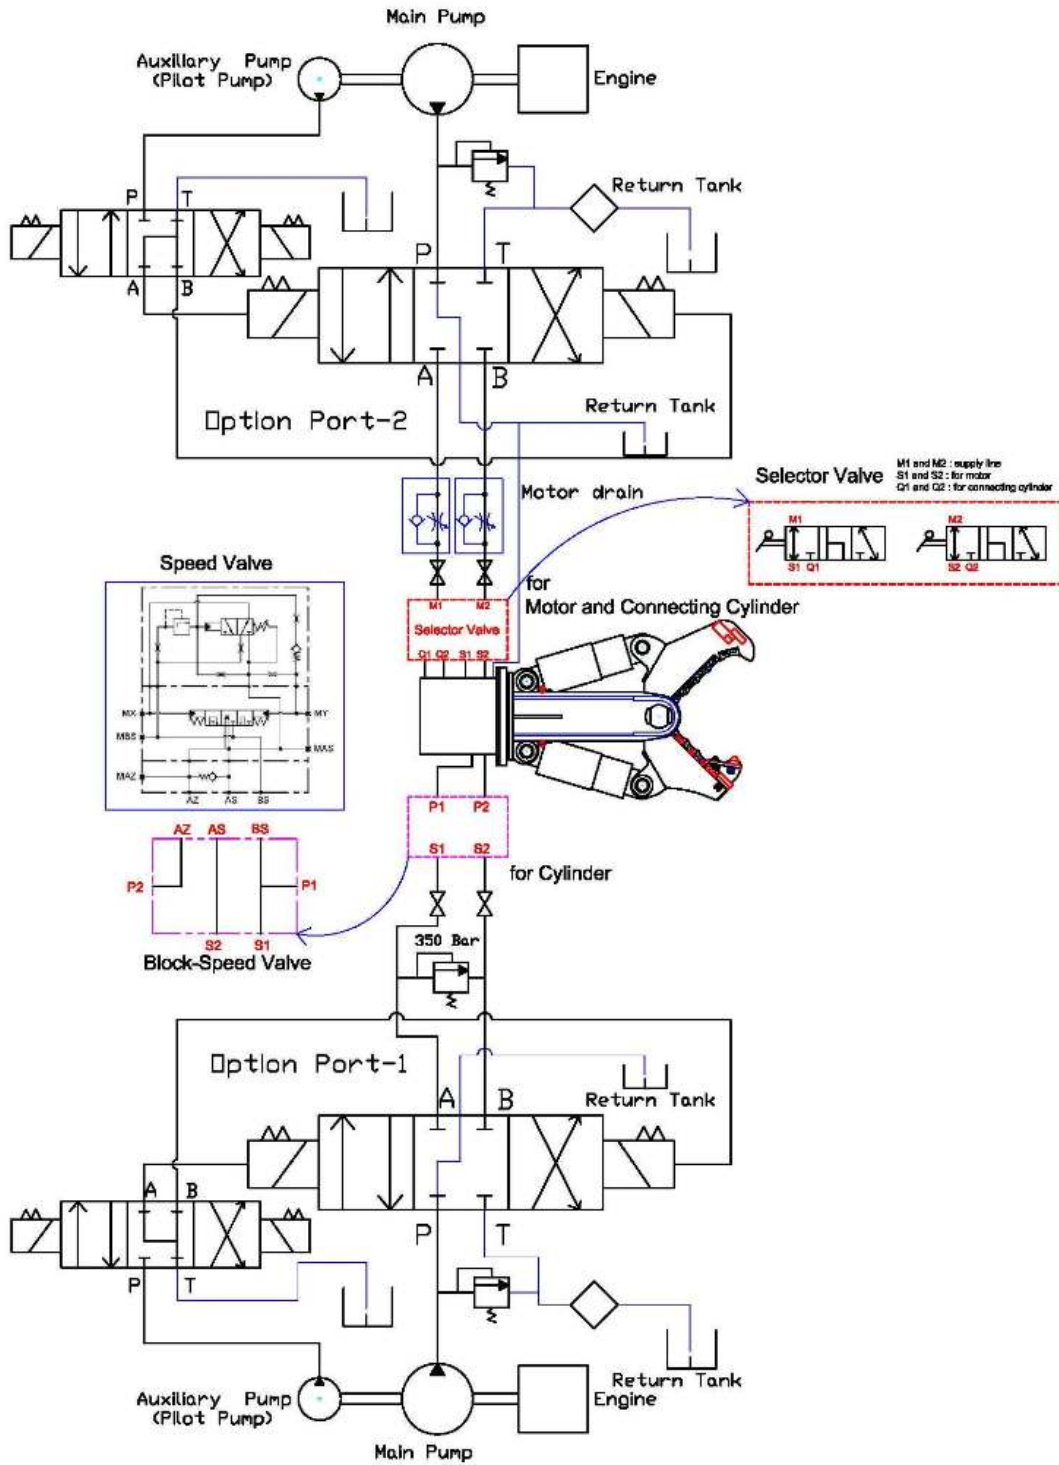 Main Pump
Auxiliary Pump
(Pilot Pump)
Engine
P
T
Return Tank
A
B
P
T
A
B
Option Port-2
Return Tank
Motor drain
Selector Valve
M1 and M2 : supply line
S1 and S2 : for motor
Q1 and Q2 : for connecting cylinder
M1
M2
S1 Q1
S2 Q2
Speed Valve
for
Motor and Connecting Cylinder
M1 M2
Selector Valve
Q1 Q2 S1 S2
MX
MY
MBS
MAS
MAZ
AZ AS BS
P1 P2
S1 S2
for Cylinder
AZ AS BS
P2
P1
S2 S1
Block-Speed Valve
350 Bar
Option Port-1
A
B
Return Tank
A
B
P
T
P
T
Return Tank
Auxiliary Pump
(Pilot Pump)
Engine
Main Pump